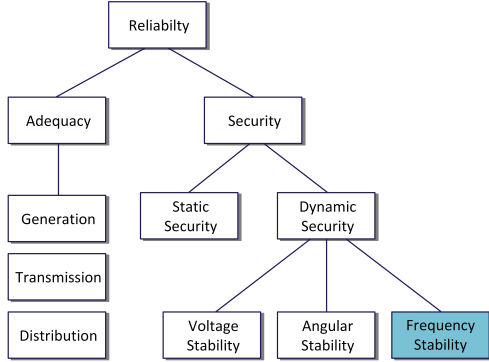 Reliabilty
Adequacy
Security
Generation
Static
Security
Dynamic
Security
Transmission
Distribution
Voltage
Stability
Angular
Stability
Frequency
Stability